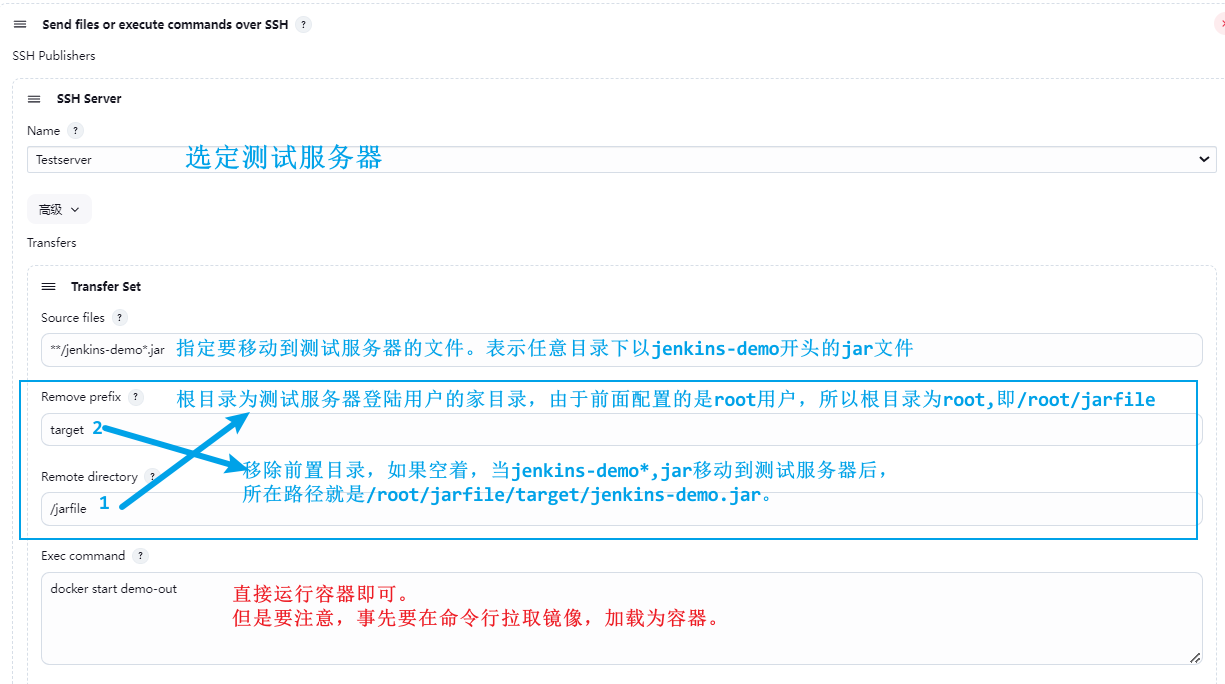 Send files or execute commands over SSH ?
SSH Publishers
SSH Server
Name ?
Testserver 选定测试服务器
高级
Transfers
Transfer Set
Source files ?
**/jenkins-demo*.jar 指定要移动到测试服务器的文件。表示任意目录下以jenkins-demo开头的jar文件
Remove prefix ? 根目录为测试服务器登陆用户的家目录，由于前面配置的是root用户，所以根目录为root,即/root/jarfile
target 2
Remote directory ? 移除前置目录，如果空着，当jenkins-demo*,jar移动到测试服务器后，
所在路径就是/root/jarfile/target/jenkins-demo.jar。
/jarfile 1
Exec command ?
docker start demo-out 直接运行容器即可。
但是要注意，事先要在命令行拉取镜像，加载为容器。